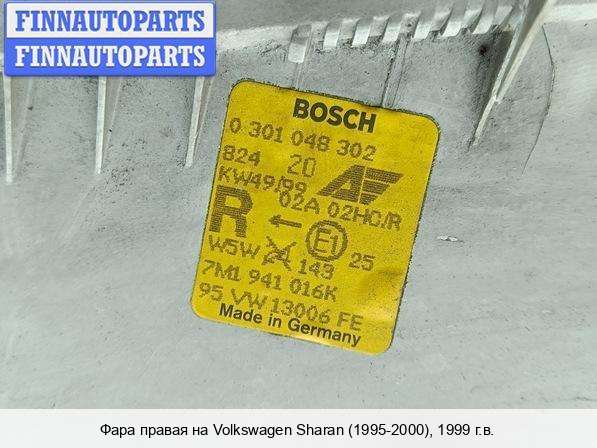 FINNAUTOPARTS
FINNAUTOPARTS
BOSCH
0 301 048 302
824 20
KW49/99
02A 02HC/R
R ← E1
W5W 143 25
7M1 941 016K
95 VW 13006 FE
Made in Germany
Фара правая на Volkswagen Sharan (1995-2000), 1999 г.в.